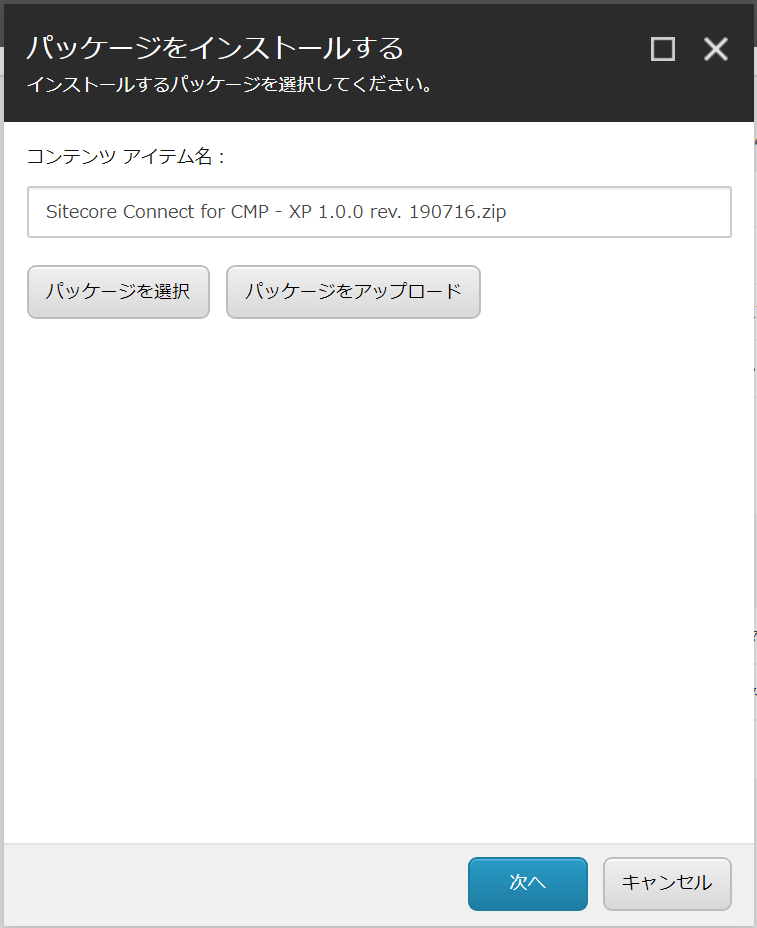 パッケージをインストールする
インストールするパッケージを選択してください。
コンテンツ アイテム名：
Sitecore Connect for CMP - XP 1.0.0 rev. 190716.zip
パッケージを選択
パッケージをアップロード
次へ
キャンセル